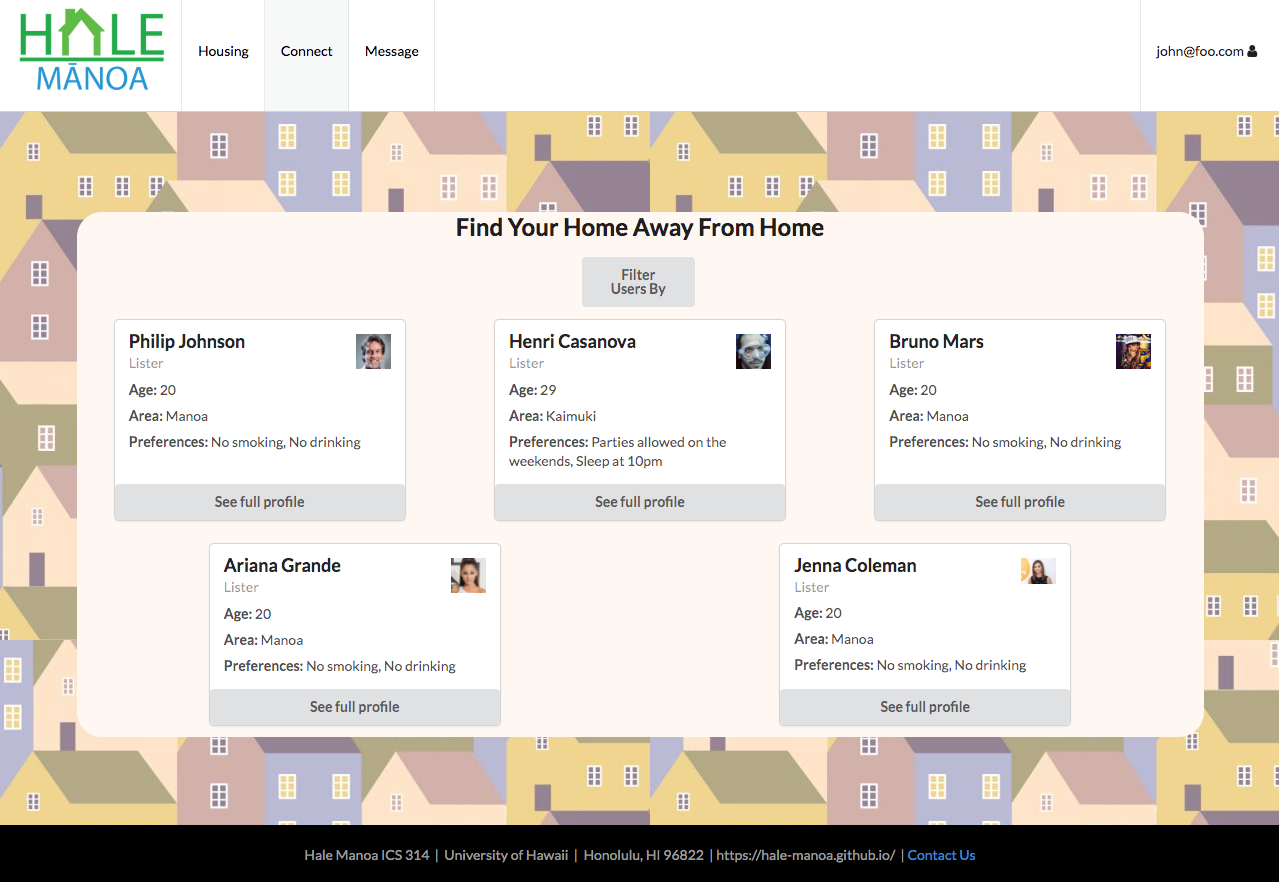 HALE
MĀNOA
Housing
Connect
Message
john@foo.com
Find Your Home Away From Home
Filter
Users By
Philip Johnson
Lister
Age: 20
Area: Manoa
Preferences: No smoking, No drinking
See full profile
Henri Casanova
Lister
Age: 29
Area: Kaimuki
Preferences: Parties allowed on the
weekends, Sleep at 10pm
See full profile
Bruno Mars
Lister
Age: 20
Area: Manoa
Preferences: No smoking, No drinking
See full profile
Ariana Grande
Lister
Age: 20
Area: Manoa
Preferences: No smoking, No drinking
See full profile
Jenna Coleman
Lister
Age: 20
Area: Manoa
Preferences: No smoking, No drinking
See full profile
Hale Manoa ICS 314 | University of Hawaii | Honolulu, HI 96822 | https://hale-manoa.github.io/ | Contact Us